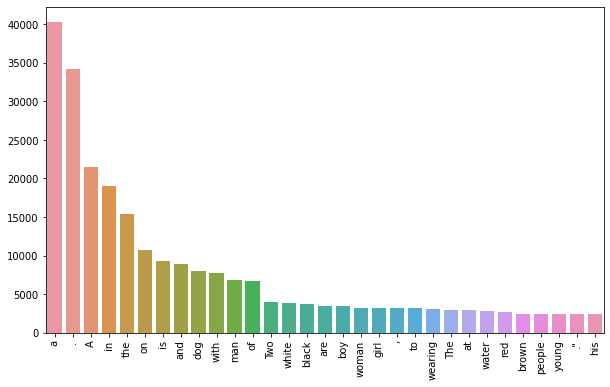 40000
35000
30000
25000
20000
15000
10000
5000
0
a
.
A
in
the
on
is
and
dog
with
man
of
Two
white
black
are
boy
woman
girl
,
to
wearing
The
at
water
red
brown
people
young
."
his